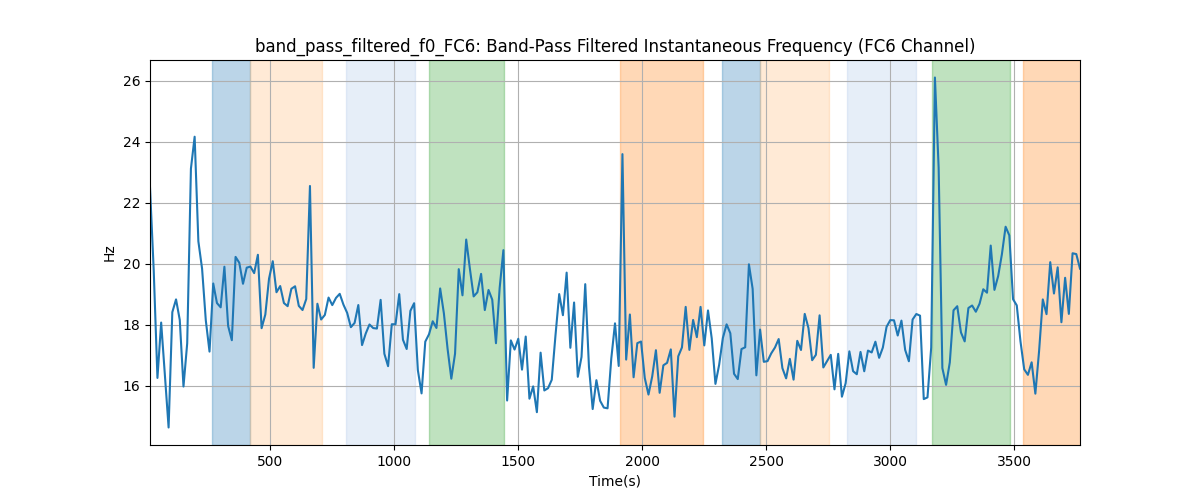 band_pass_filtered_f0_FC6: Band-Pass Filtered Instantaneous Frequency (FC6 Channel)
26
24
22
20
18
16
Hz
500 1000 1500 2000 2500 3000 3500
Time(s)